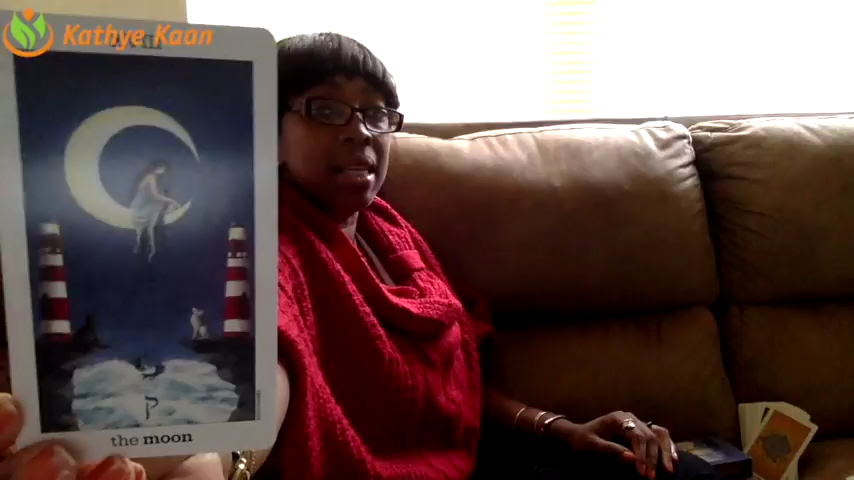 Kathye Kaan
ק
the moon